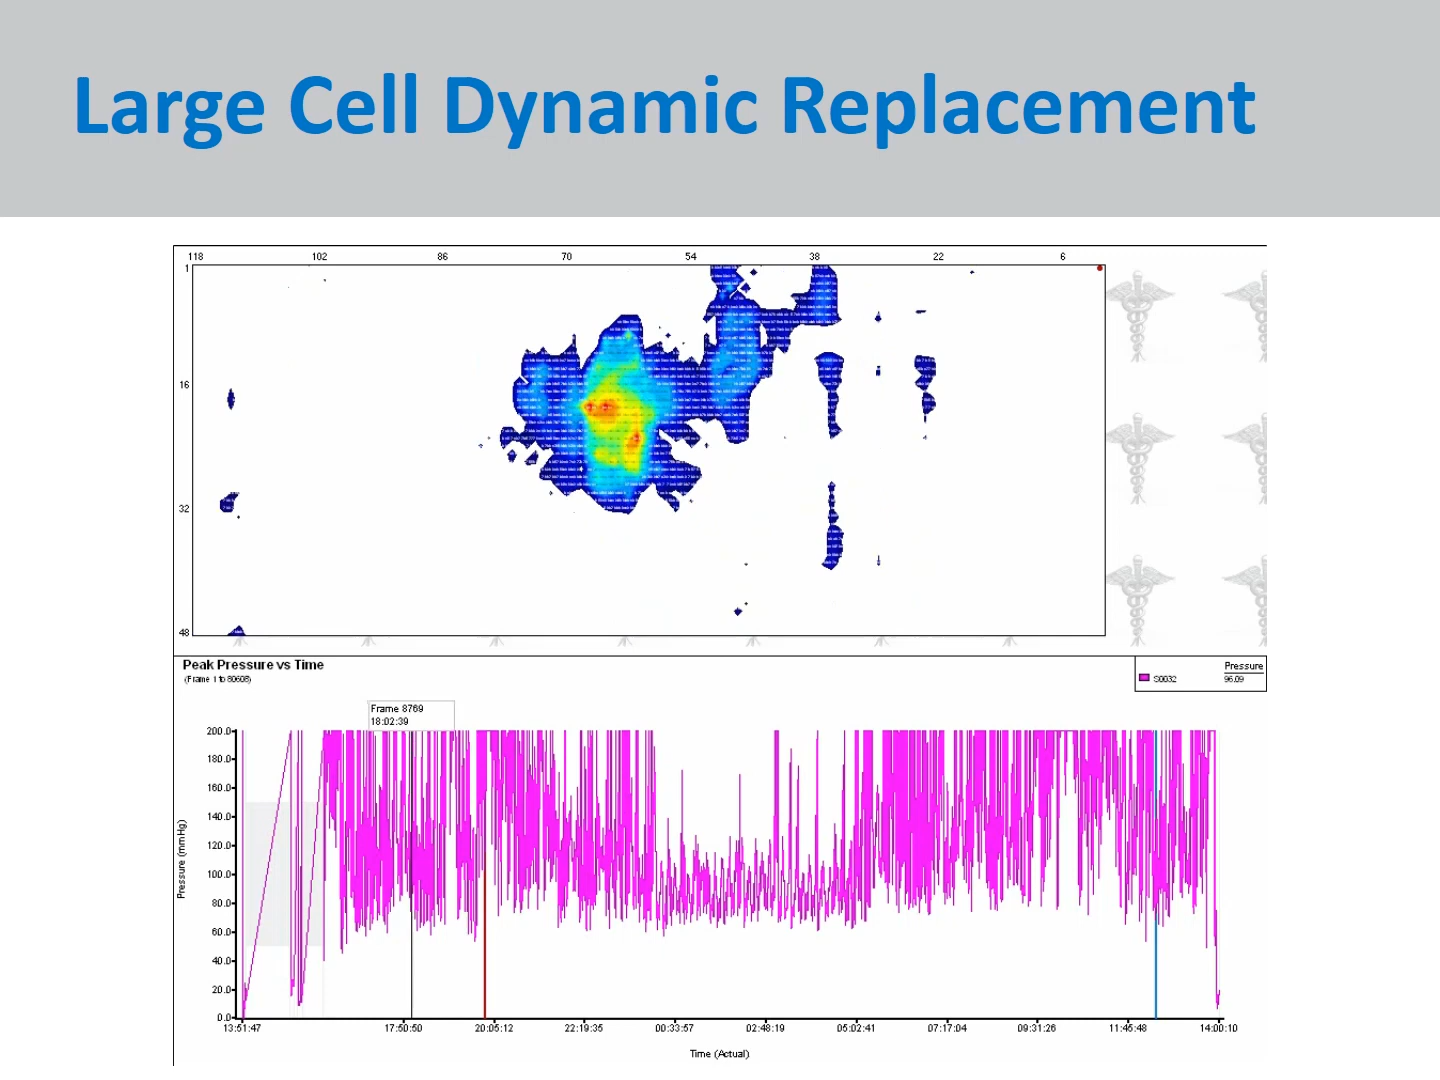 Large Cell Dynamic Replacement
118 102 86 70 54 38 22 6
1
16
32
48
Peak Pressure vs Time
(Frame 1 to 80608)
Pressure
S0032 96.09
Frame 8769
18:02:39
200.0
180.0
160.0
140.0
120.0
100.0
80.0
60.0
40.0
20.0
0.0
Pressure (mmHg)
13:51:47 17:50:50 20:05:12 22:19:35 00:33:57 02:48:19 05:02:41 07:17:04 09:31:26 11:45:48 14:00:10
Time (Actual)